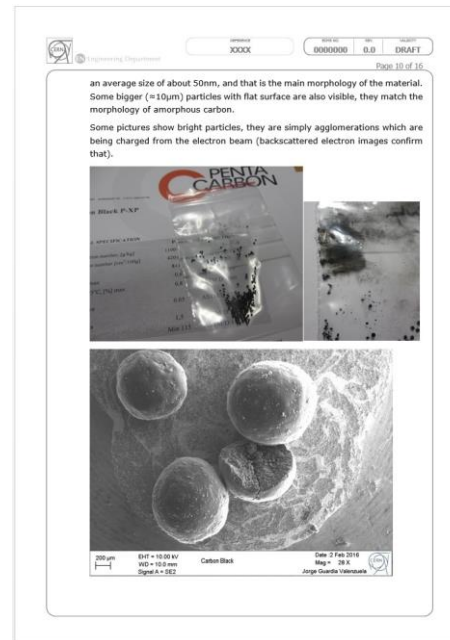 CERN
Engineering Department
REFERENCE
XXXX
0000000
0.0
DRAFT
Page 10 of 16
an average size of about 50nm, and that is the main morphology of the material.
Some bigger (≈10μm) particles with flat surface are also visible, they match the
morphology of amorphous carbon.
Some pictures show bright particles, they are simply agglomerations which are
being charged from the electron beam (backscattered electron images confirm
that).
PENTA
CARBON
Black P-XP
SPECIFICATION
200 µm
EHT = 10.00 kV
WD = 10.0 mm
Signal A = SE2
Carbon Black
Date :2 Feb 2016
Mag = 28 X
Jorge Guardia Valenzuela